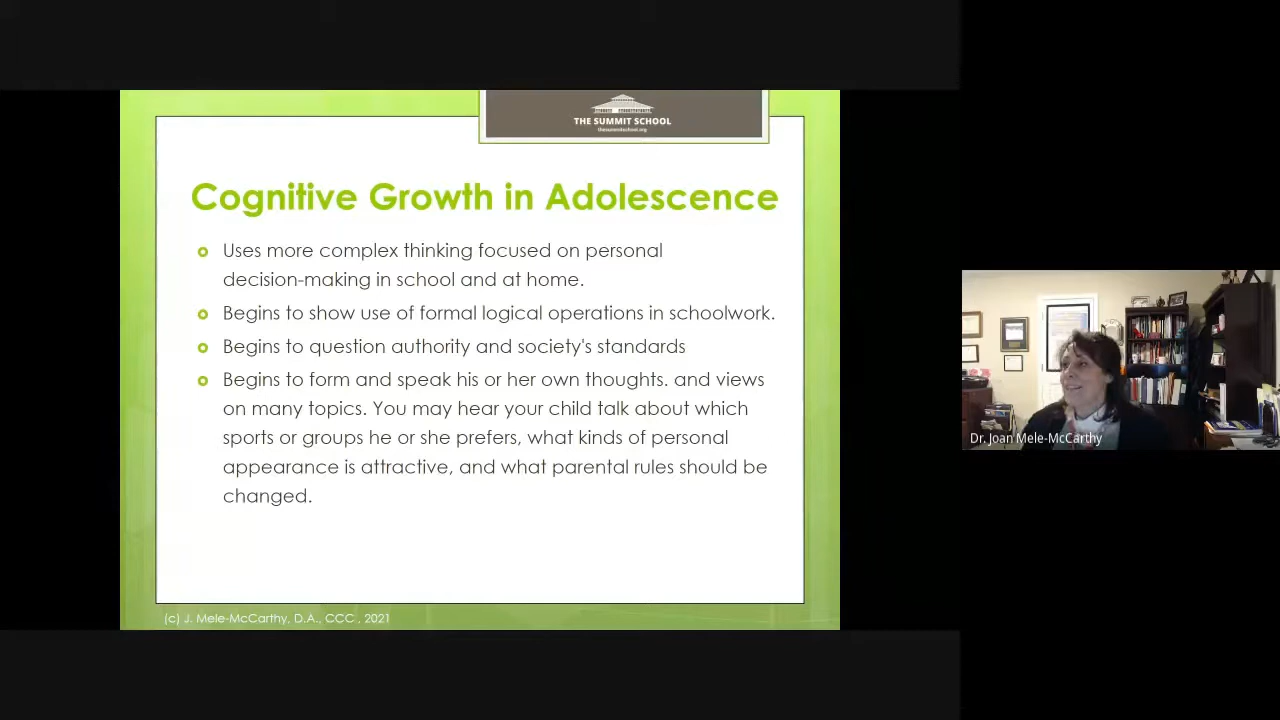 THE SUMMIT SCHOOL
thesummitschool.org
Cognitive Growth in Adolescence
Uses more complex thinking focused on personal
decision-making in school and at home.
Begins to show use of formal logical operations in schoolwork.
Begins to question authority and society's standards
Begins to form and speak his or her own thoughts. and views
on many topics. You may hear your child talk about which
sports or groups he or she prefers, what kinds of personal
appearance is attractive, and what parental rules should be
changed.
(c) J. Mele-McCarthy, D.A., CCC , 2021
Dr. Joan Mele-McCarthy